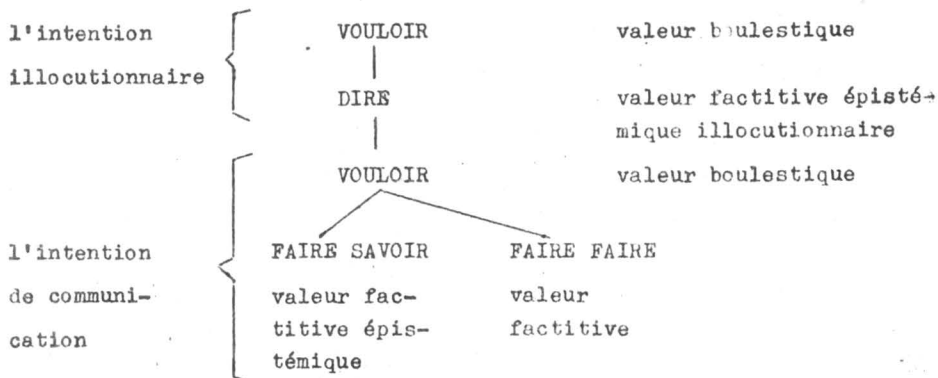 l'intention VOULOIR valeur boulestique
illocutionnaire
DIRE valeur factitive épisté-
mique illocutionnaire
VOULOIR valeur boulestique
l'intention FAIRE SAVOIR FAIRE FAIRE
de communi- valeur fac- valeur
cation titive épis- factitive
témique